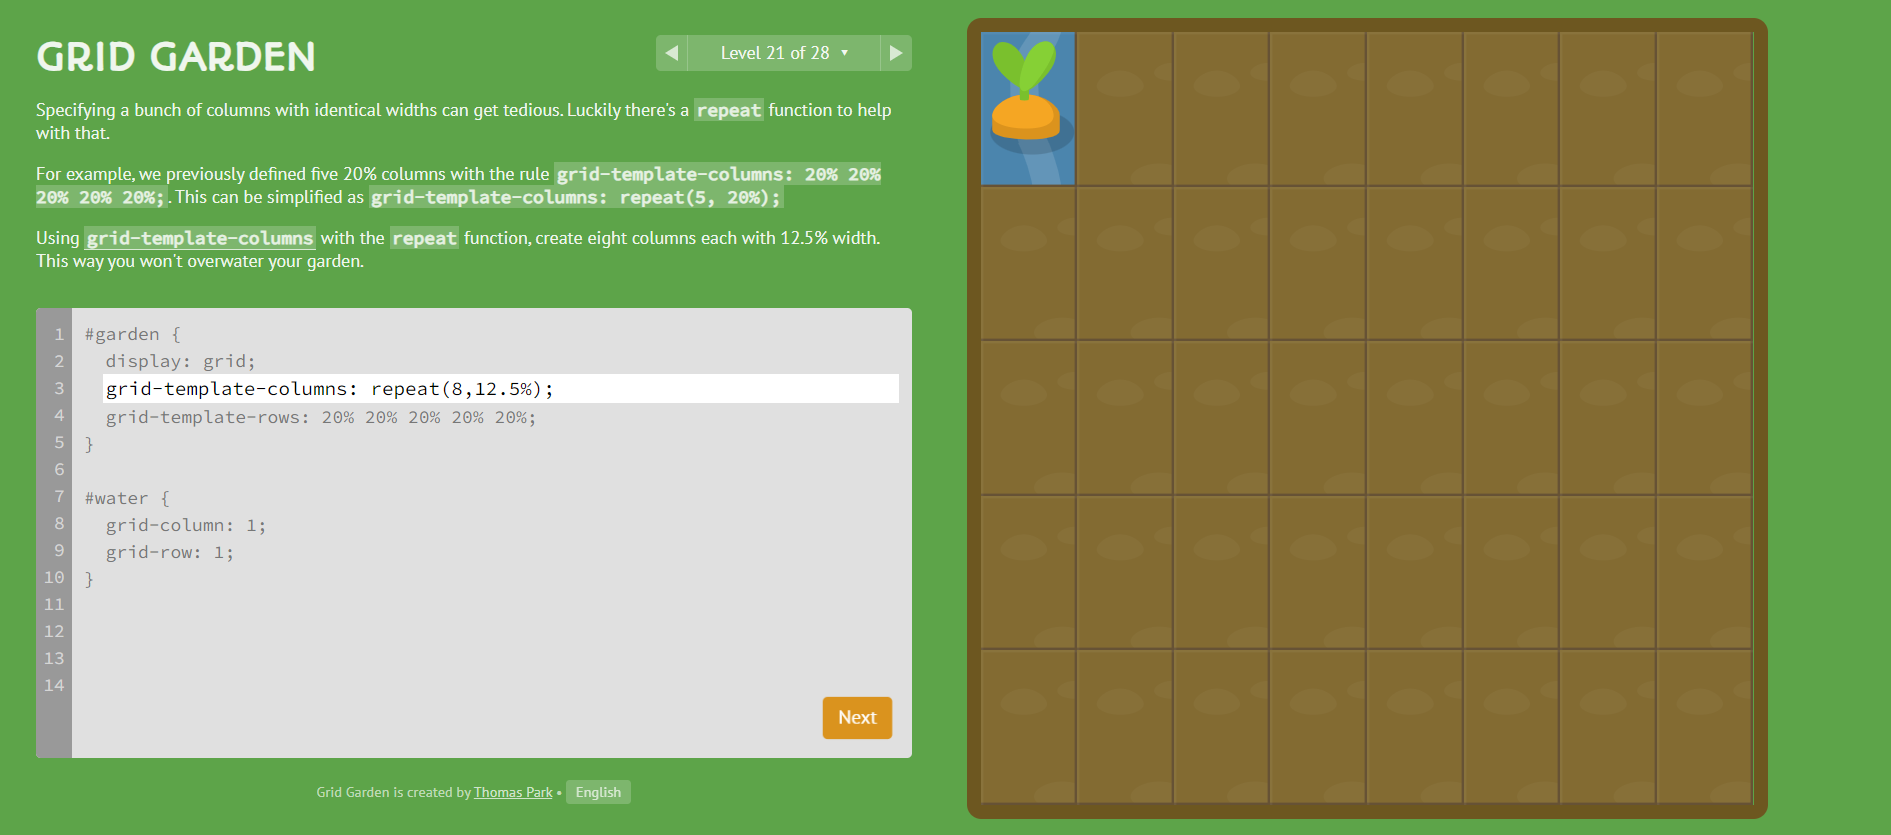 GRID GARDEN
◀ Level 21 of 28 ▼ ▶
Specifying a bunch of columns with identical widths can get tedious. Luckily there's a repeat function to help
with that.
For example, we previously defined five 20% columns with the rule grid-template-columns: 20% 20%
20% 20% 20%;. This can be simplified as grid-template-columns: repeat(5, 20%);
Using grid-template-columns with the repeat function, create eight columns each with 12.5% width.
This way you won't overwater your garden.
1 #garden {
2 display: grid;
3 grid-template-columns: repeat(8,12.5%);
4 grid-template-rows: 20% 20% 20% 20% 20%;
5 }
6
7 #water {
8 grid-column: 1;
9 grid-row: 1;
10 }
11
12
13
14
Next
Grid Garden is created by Thomas Park • English